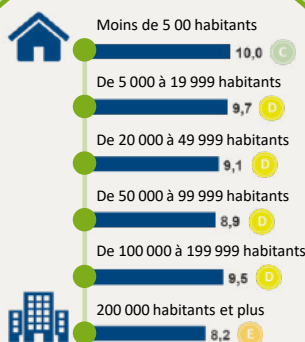 Moins de 5 00 habitants
10,0 C
De 5 000 à 19 999 habitants
9,7 D
De 20 000 à 49 999 habitants
9,1 D
De 50 000 à 99 999 habitants
8,9 D
De 100 000 à 199 999 habitants
9,5 D
200 000 habitants et plus
8,2 E